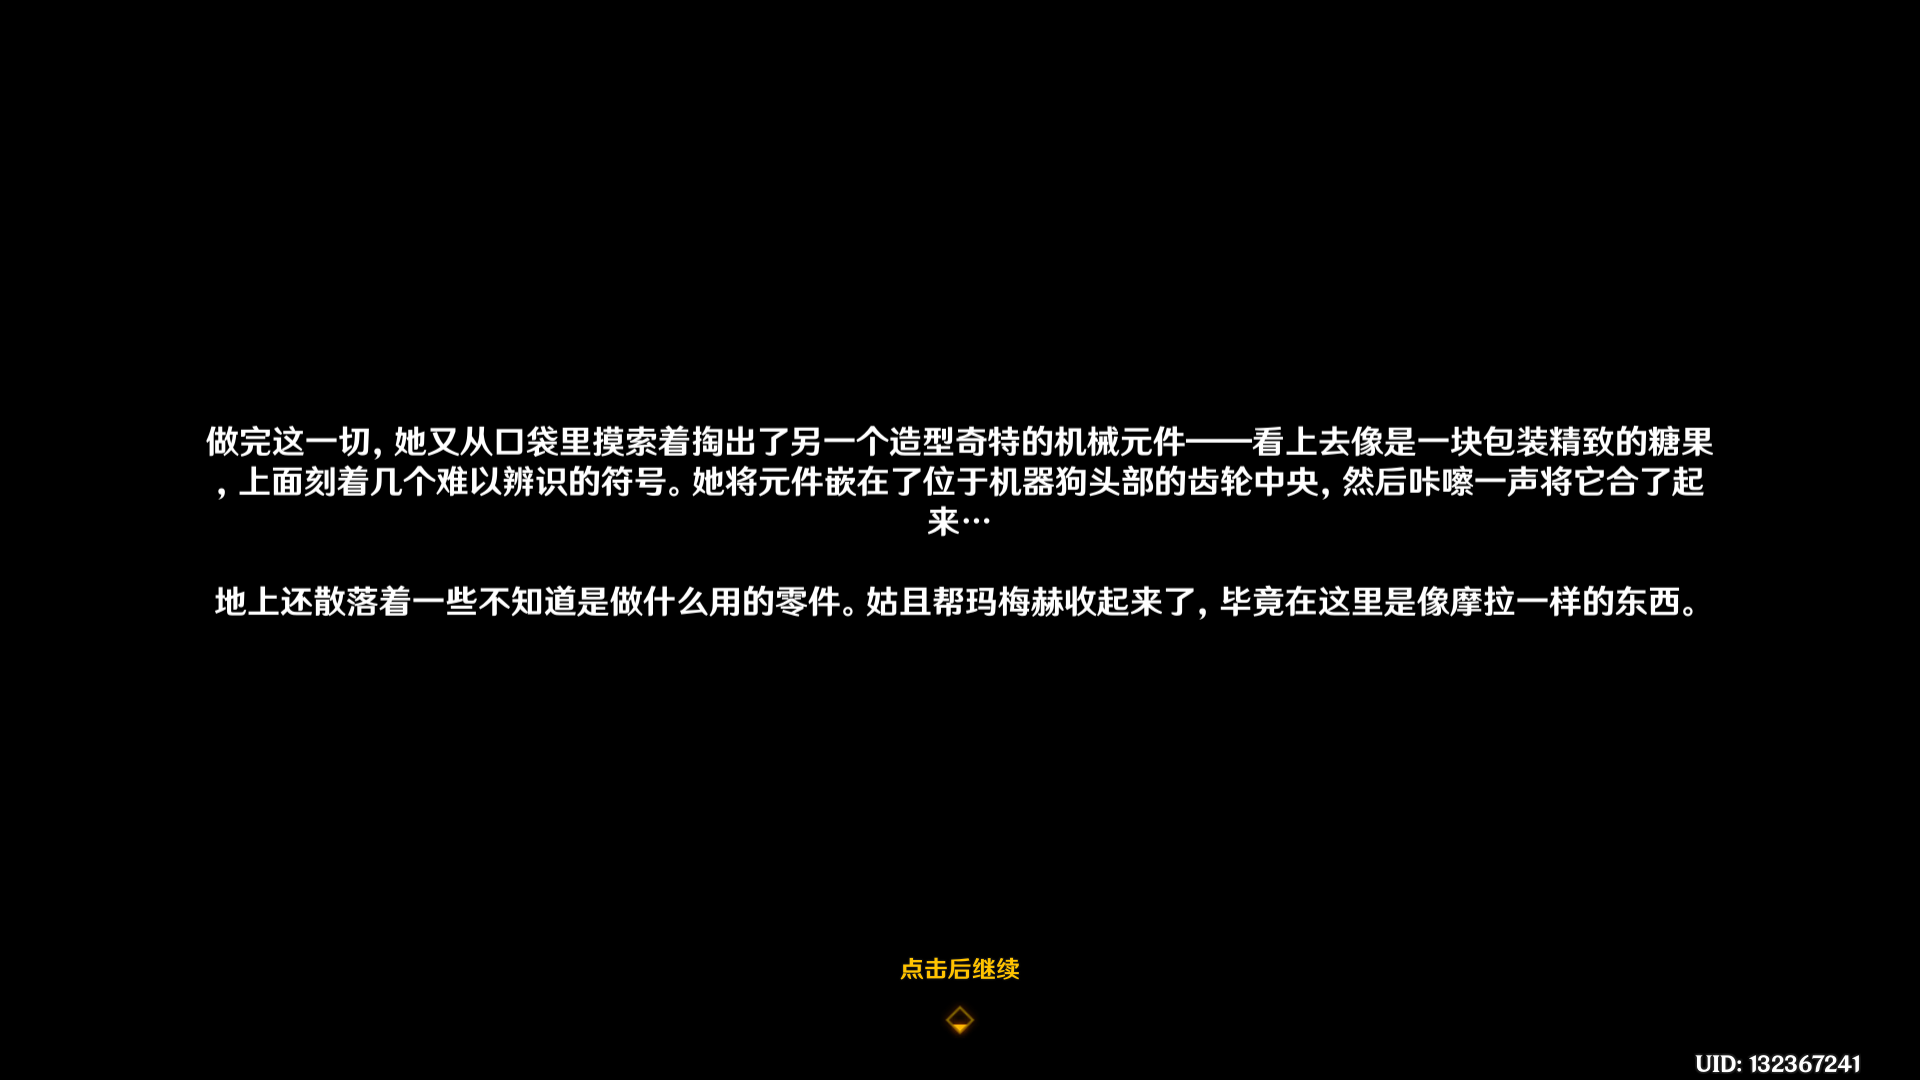 做完这一切，她又从口袋里摸索着掏出了另一个造型奇特的机械元件——看上去像是一块包装精致的糖果
，上面刻着几个难以辨识的符号。她将元件嵌在了位于机器狗头部的齿轮中央，然后咔嚓一声将它合了起
来…
地上还散落着一些不知道是做什么用的零件。姑且帮玛梅赫收起来了，毕竟在这里是像摩拉一样的东西。
点击后继续
UID: 132367241